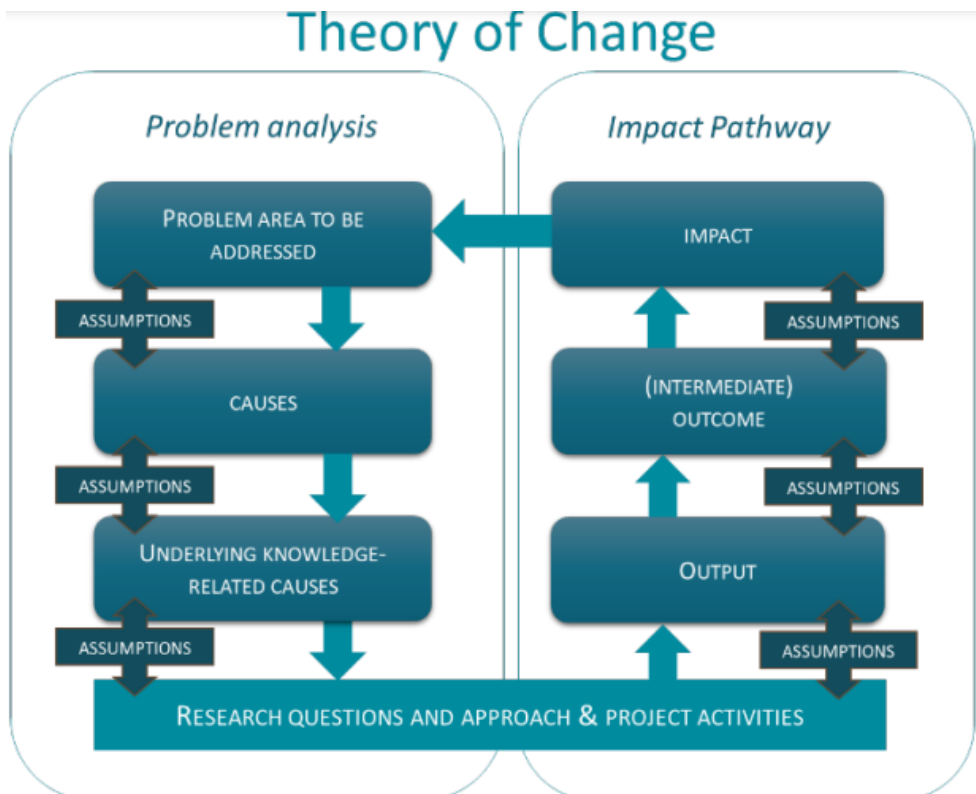 Theory of Change
Problem analysis
PROBLEM AREA TO BE
ADDRESSED
ASSUMPTIONS
CAUSES
ASSUMPTIONS
UNDERLYING KNOWLEDGE-
RELATED CAUSES
ASSUMPTIONS
Impact Pathway
IMPACT
ASSUMPTIONS
(INTERMEDIATE)
OUTCOME
ASSUMPTIONS
OUTPUT
ASSUMPTIONS
RESEARCH QUESTIONS AND APPROACH & PROJECT ACTIVITIES